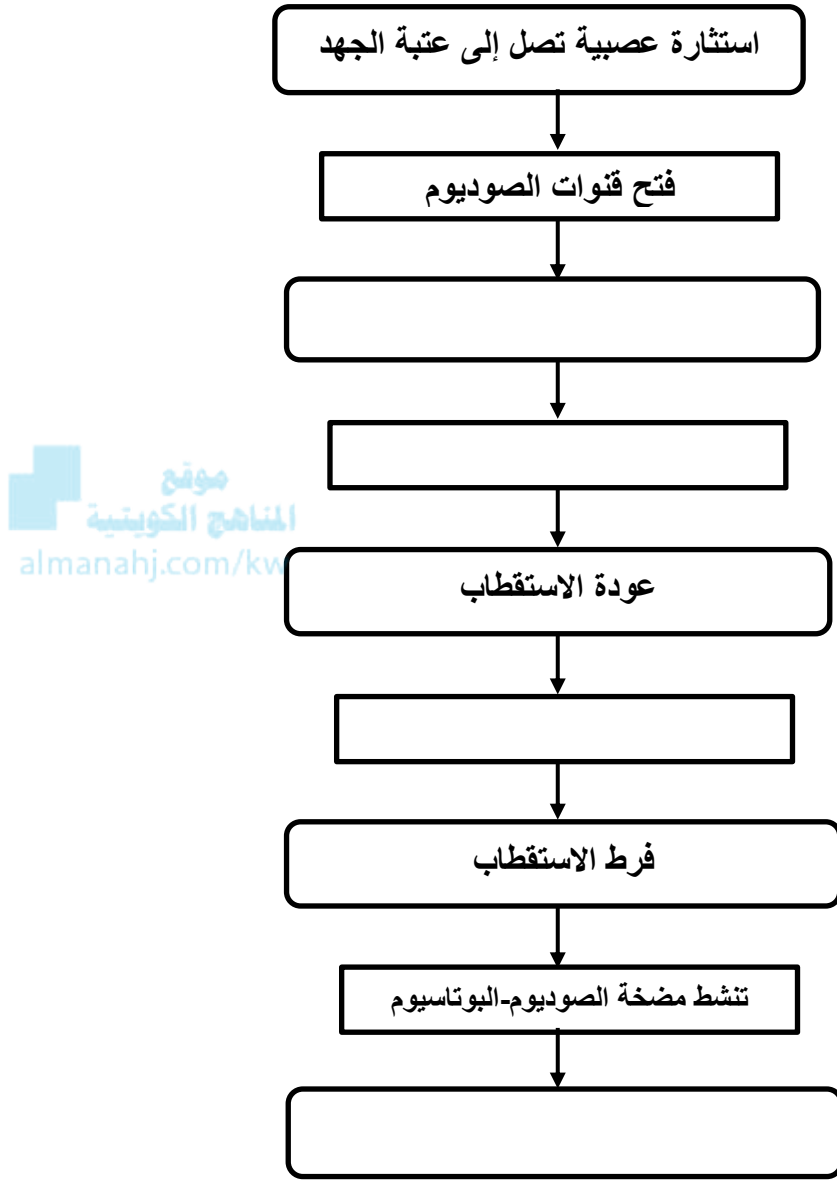 استثارة عصبية تصل إلى عتبة الجهد
فتح قنوات الصوديوم
موقع
المناهج الكويتية
almanahj.com/kw
عودة الاستقطاب
فرط الاستقطاب
تنشط مضخة الصوديوم-البوتاسيوم